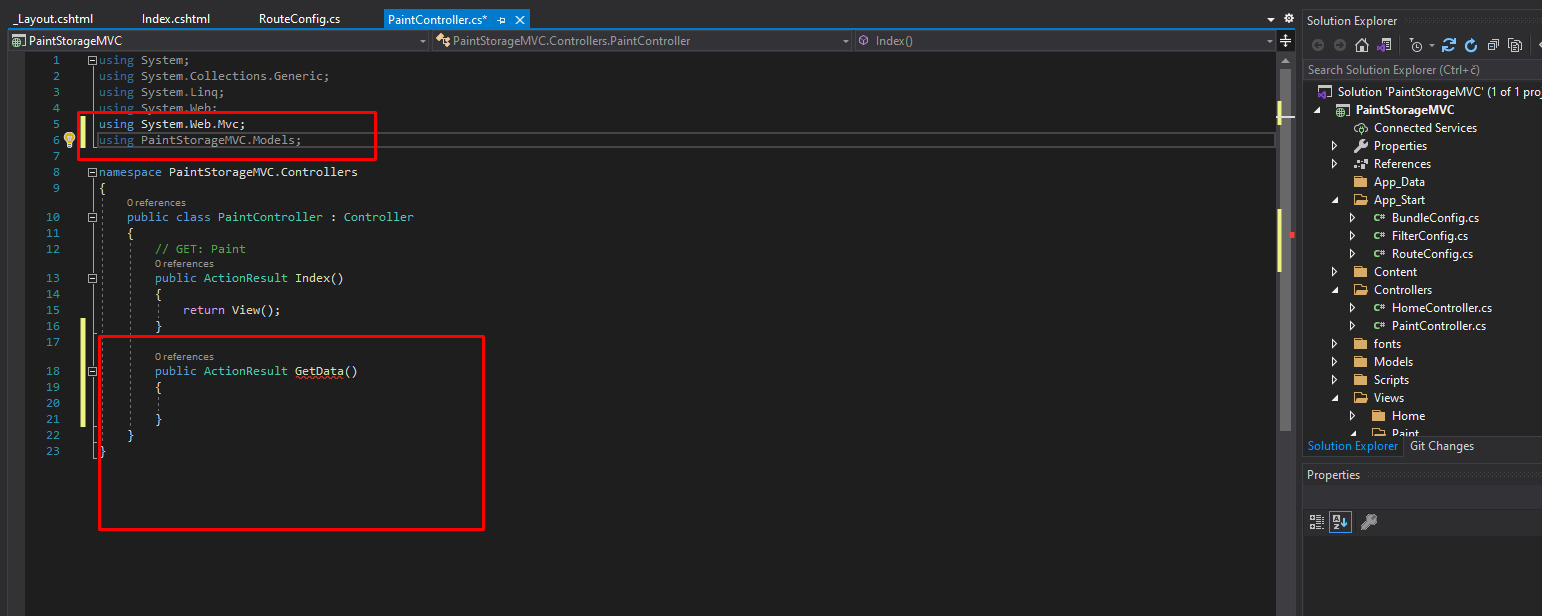 _Layout.cshtml Index.cshtml RouteConfig.cs PaintController.cs*
PaintStorageMVC PaintStorageMVC.Controllers.PaintController Index()
1 using System;
2 using System.Collections.Generic;
3 using System.Linq;
4 using System.Web;
5 using System.Web.Mvc;
6 using PaintStorageMVC.Models;
7
8 namespace PaintStorageMVC.Controllers
9 {
0 references
10 public class PaintController : Controller
11 {
12 // GET: Paint
0 references
13 public ActionResult Index()
14 {
15 return View();
16 }
17
0 references
18 public ActionResult GetData()
19 {
20
21 }
22 }
23 }
Solution Explorer
Search Solution Explorer (Ctrl+č)
Solution 'PaintStorageMVC' (1 of 1 proj
PaintStorageMVC
Connected Services
Properties
References
App_Data
App_Start
C# BundleConfig.cs
C# FilterConfig.cs
C# RouteConfig.cs
Content
Controllers
C# HomeController.cs
C# PaintController.cs
fonts
Models
Scripts
Views
Home
Paint
Solution Explorer Git Changes
Properties